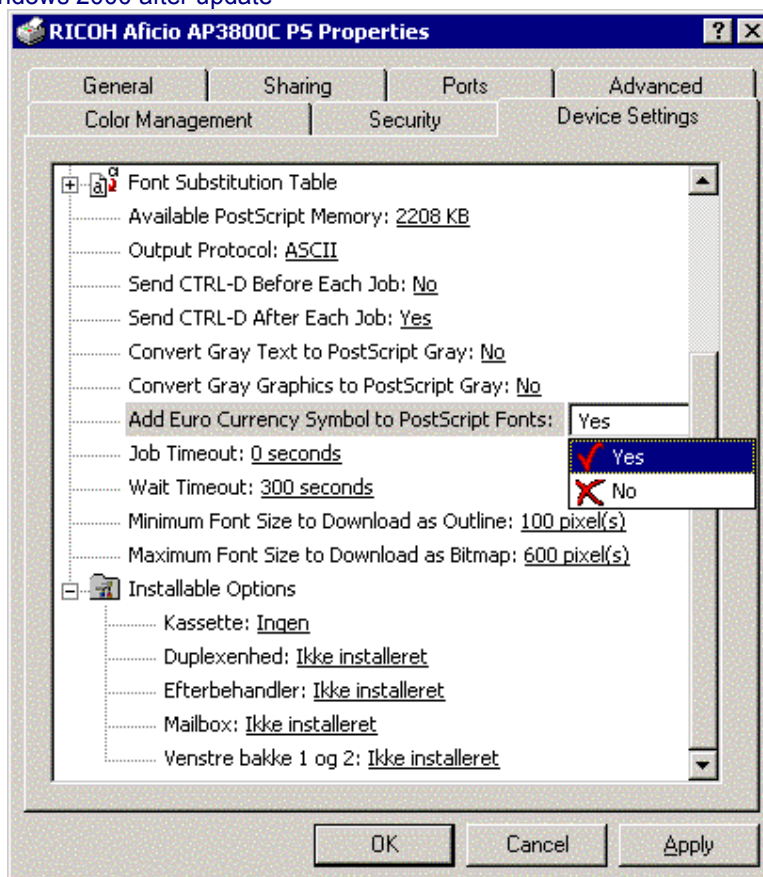 Windows 2000 after update
RICOH Aficio AP3800C PS Properties
General Sharing Ports Advanced
Color Management Security Device Settings
Font Substitution Table
Available PostScript Memory: 2208 KB
Output Protocol: ASCII
Send CTRL-D Before Each Job: No
Send CTRL-D After Each Job: Yes
Convert Gray Text to PostScript Gray: No
Convert Gray Graphics to PostScript Gray: No
Add Euro Currency Symbol to PostScript Fonts: Yes
Job Timeout: 0 seconds
Yes
Wait Timeout: 300 seconds
No
Minimum Font Size to Download as Outline: 100 pixel(s)
Maximum Font Size to Download as Bitmap: 600 pixel(s)
Installable Options
Kassette: Ingen
Duplexenhed: Ikke installeret
Efterbehandler: Ikke installeret
Mailbox: Ikke installeret
Venstre bakke 1 og 2: Ikke installeret
OK Cancel Apply